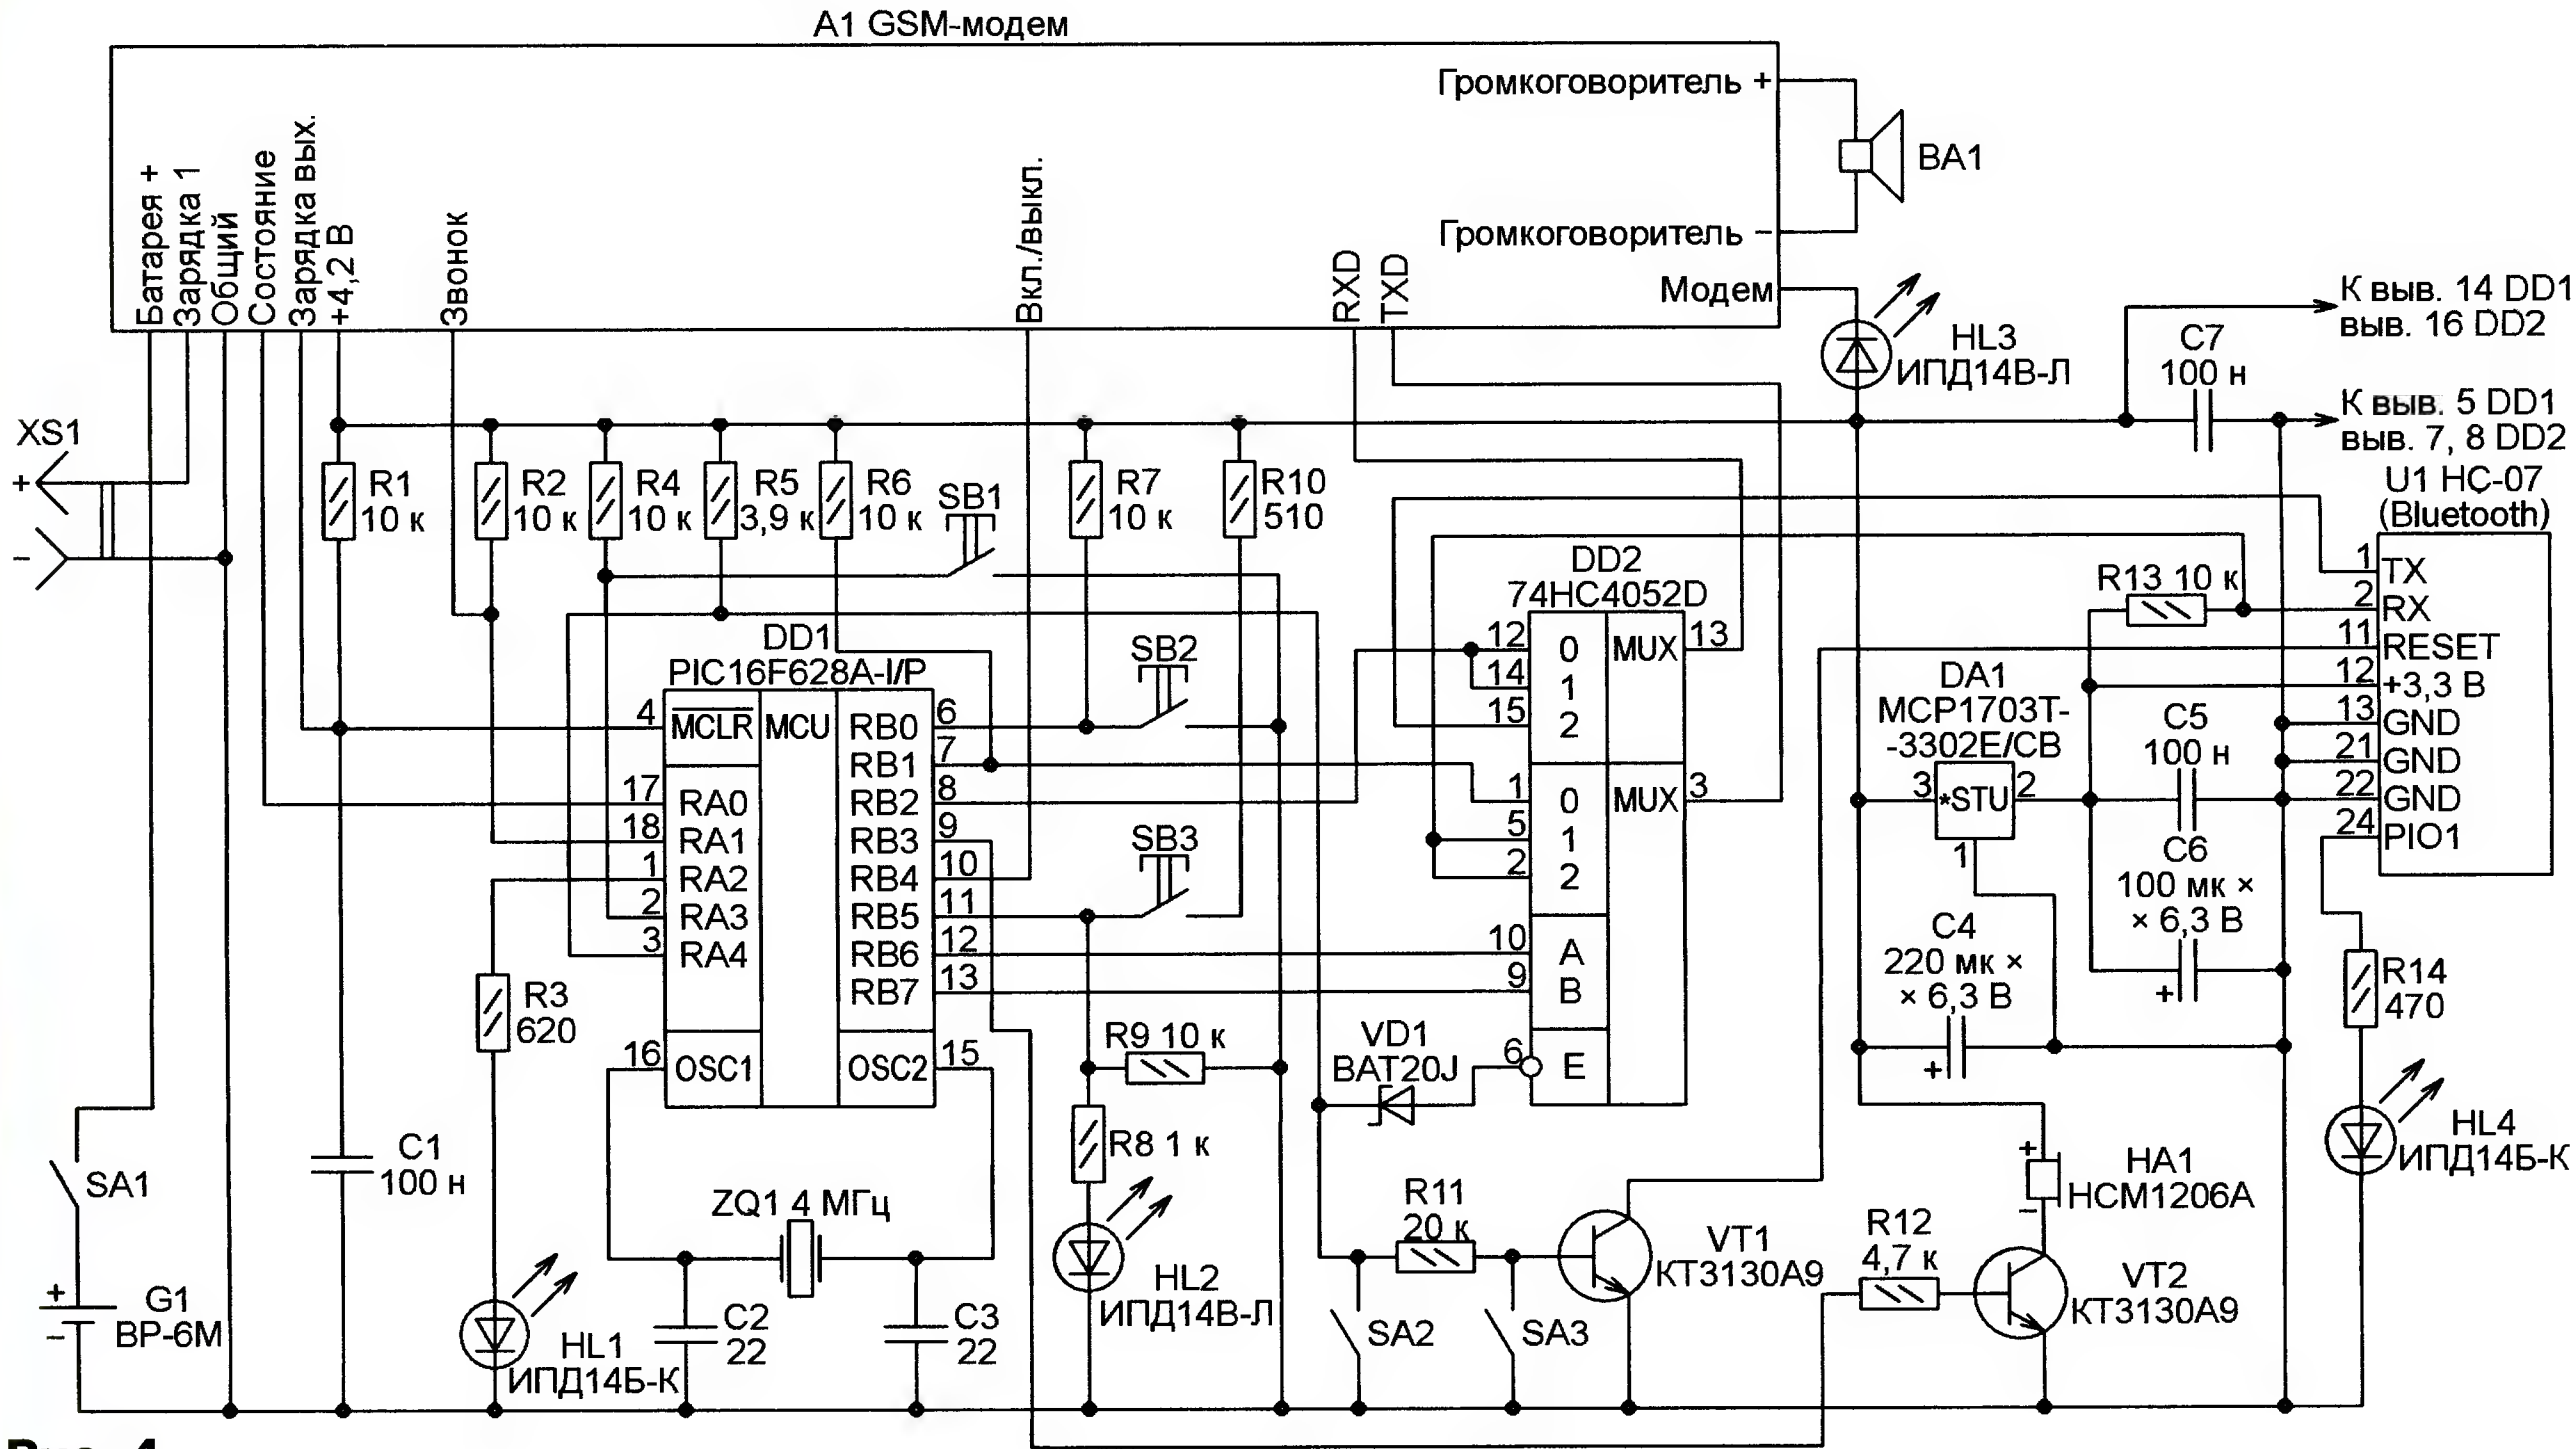 A1 GSM-модем
Громкоговоритель +
BA1
Громкоговоритель −
Модем
Батарея +
Зарядка 1
Общий
Состояние
Зарядка вых.
+4,2 В
Звонок
Вкл./выкл.
RXD
TXD
HL3
ИПД14В-Л
К выв. 14 DD1
выв. 16 DD2
C7
100 н
К выв. 5 DD1
выв. 7, 8 DD2
XS1
+
−
R1
10 к
R2
10 к
R4
10 к
R5
3,9 к
R6
10 к
SB1
R7
10 к
R10
510
U1 HC-07
(Bluetooth)
1 TX
2 RX
11 RESET
12 +3,3 В
13 GND
21 GND
22 GND
24 PIO1
R13 10 к
DD2
74HC4052D
12 0 MUX 13
14 1
15 2
1 0 MUX 3
5 1
2 2
10 A
9 B
6 E
DD1
PIC16F628A-I/P
4 MCLR MCU RB0 6
RB1 7
17 RA0 RB2 8
18 RA1 RB3 9
1 RA2 RB4 10
2 RA3 RB5 11
3 RA4 RB6 12
RB7 13
16 OSC1 OSC2 15
SB2
SB3
DA1
MCP1703T-
-3302E/CB
3 *STU 2
1
C5
100 н
C6
100 мк ×
× 6,3 В
+
C4
220 мк ×
× 6,3 В
+
R14
470
R3
620
R9 10 к
VD1
BAT20J
R8 1 к
C1
100 н
SA1
ZQ1 4 МГц
HL4
ИПД14Б-К
+
HA1
HCM1206A
−
R11
20 к
VT1
КТ3130А9
R12
4,7 к
VT2
КТ3130А9
HL2
ИПД14В-Л
+
G1
BP-6M
−
HL1
ИПД14Б-К
C2
22
C3
22
SA2
SA3